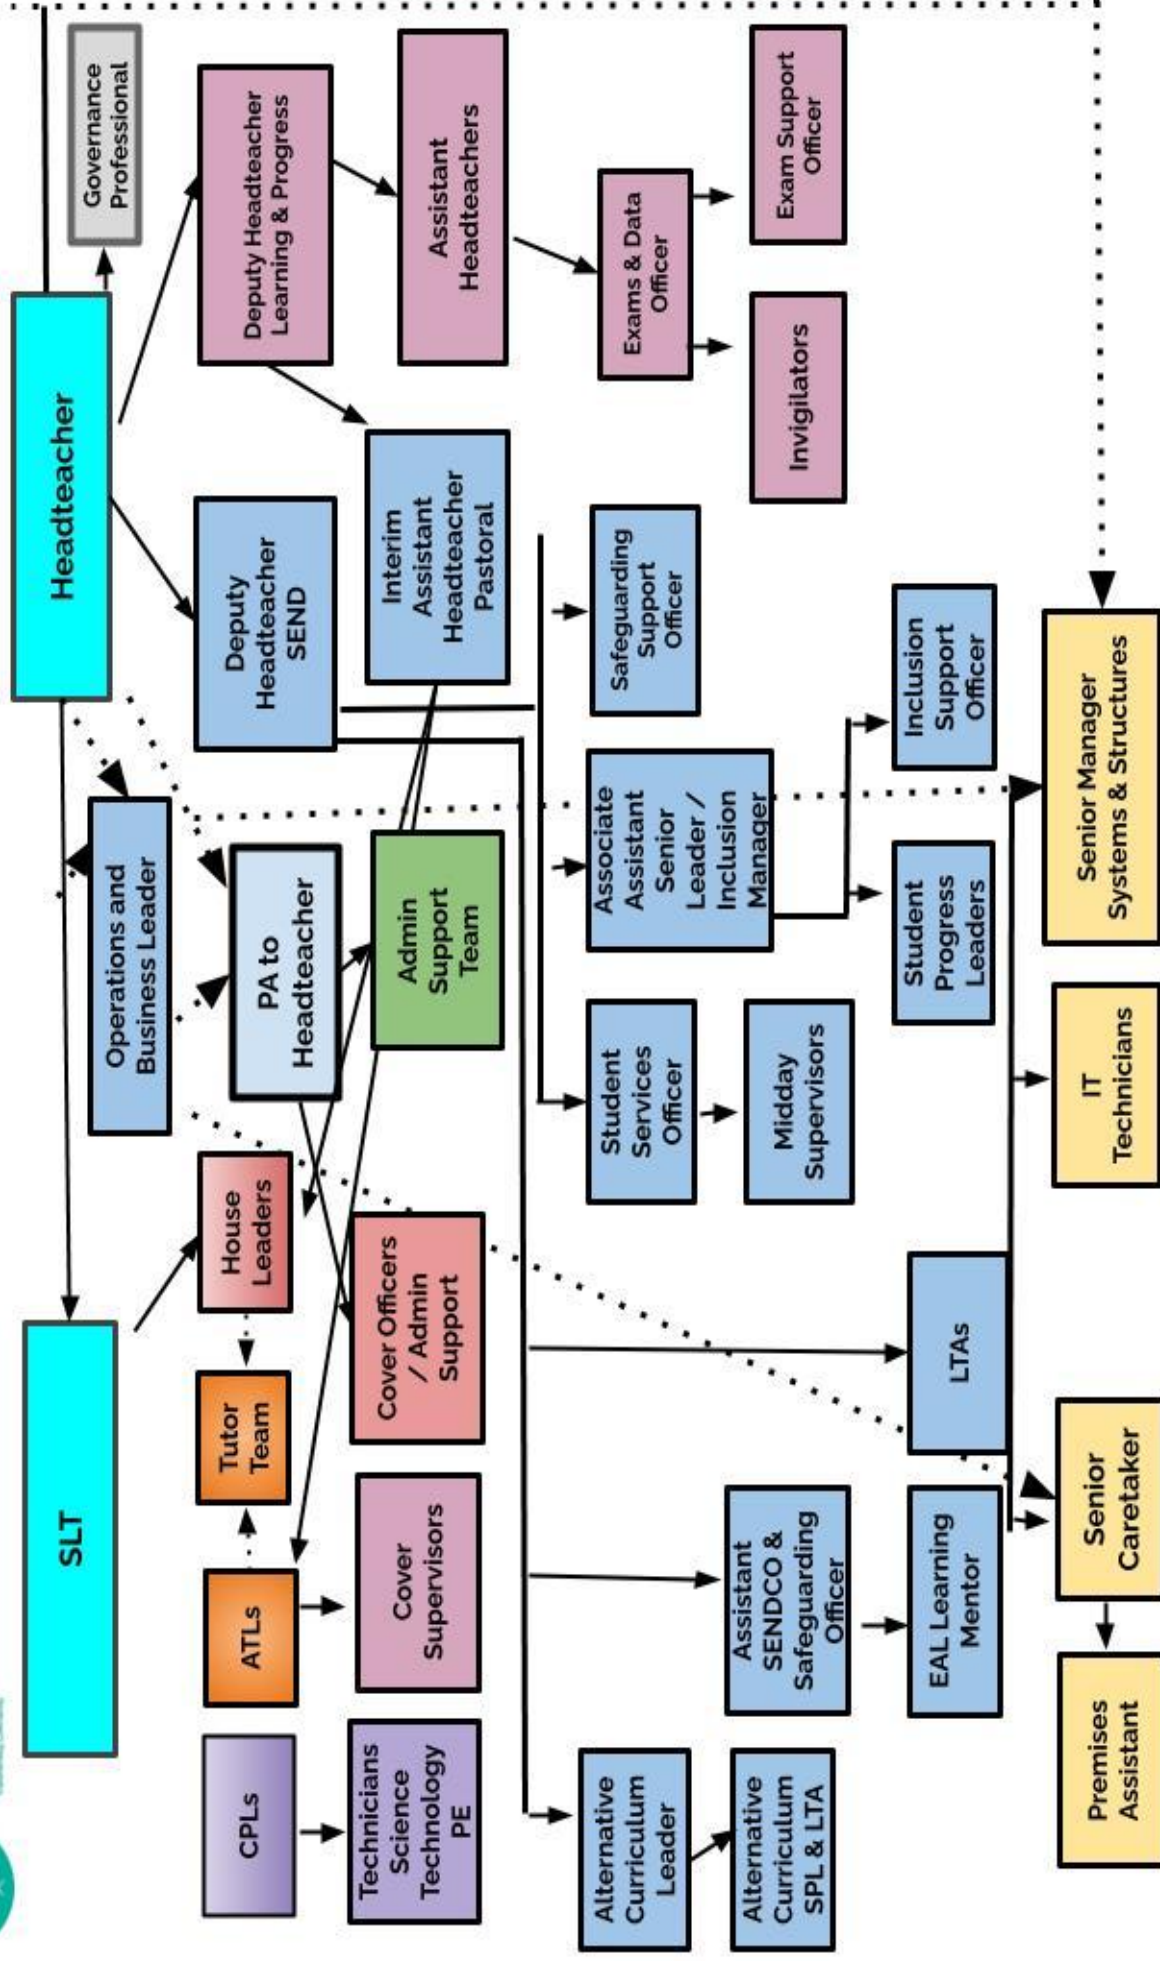 SLT
Headteacher
Governance
Professional
Operations and
Business Leader
CPLs
ATLs
Tutor
Team
House
Leaders
PA to
Headteacher
Deputy
Headteacher
SEND
Deputy Headteacher
Learning & Progress
Technicians
Science
Technology
PE
Cover
Supervisors
Cover Officers
/ Admin
Support
Admin
Support
Team
Interim
Assistant
Headteacher
Pastoral
Assistant
Headteachers
Alternative
Curriculum
Leader
Student
Services
Officer
Associate
Assistant
Senior
Leader /
Inclusion
Manager
Safeguarding
Support
Officer
Exams & Data
Officer
Alternative
Curriculum
SPL & LTA
Assistant
SENDCO &
Safeguarding
Officer
Midday
Supervisors
Invigilators
Exam Support
Officer
EAL Learning
Mentor
LTAs
Student
Progress
Leaders
Inclusion
Support
Officer
Premises
Assistant
Senior
Caretaker
IT
Technicians
Senior Manager
Systems & Structures